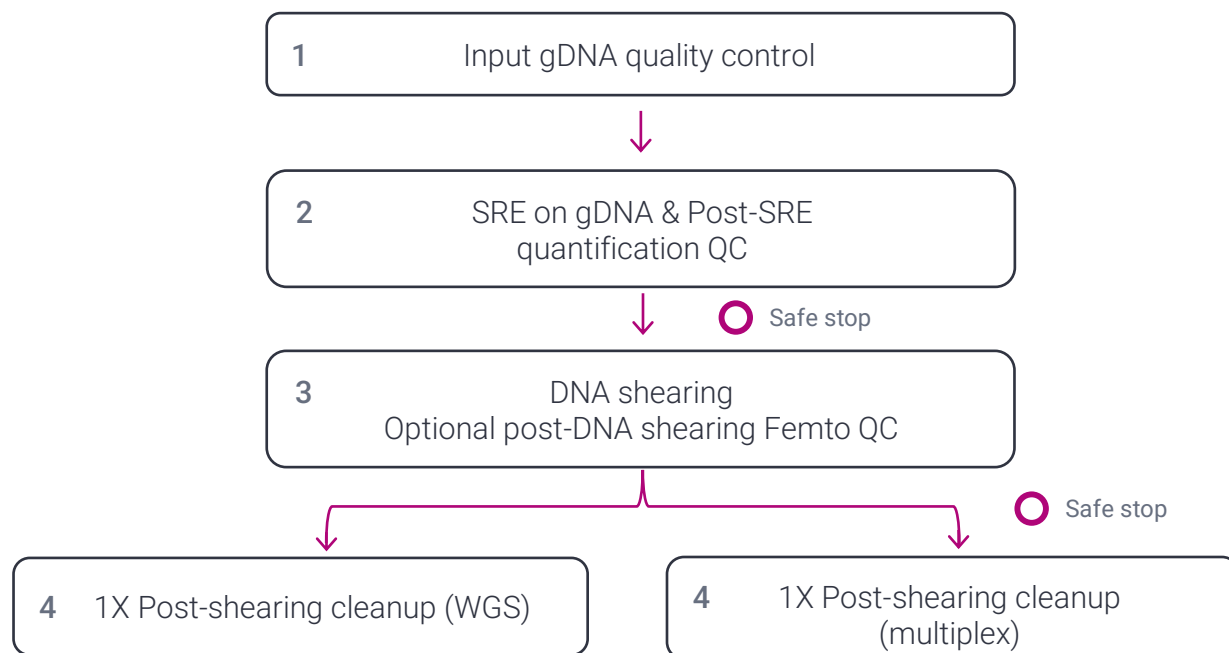 1 Input gDNA quality control
2 SRE on gDNA & Post-SRE
quantification QC
Safe stop
3 DNA shearing
Optional post-DNA shearing Femto QC
Safe stop
4 1X Post-shearing cleanup (WGS)
4 1X Post-shearing cleanup
(multiplex)